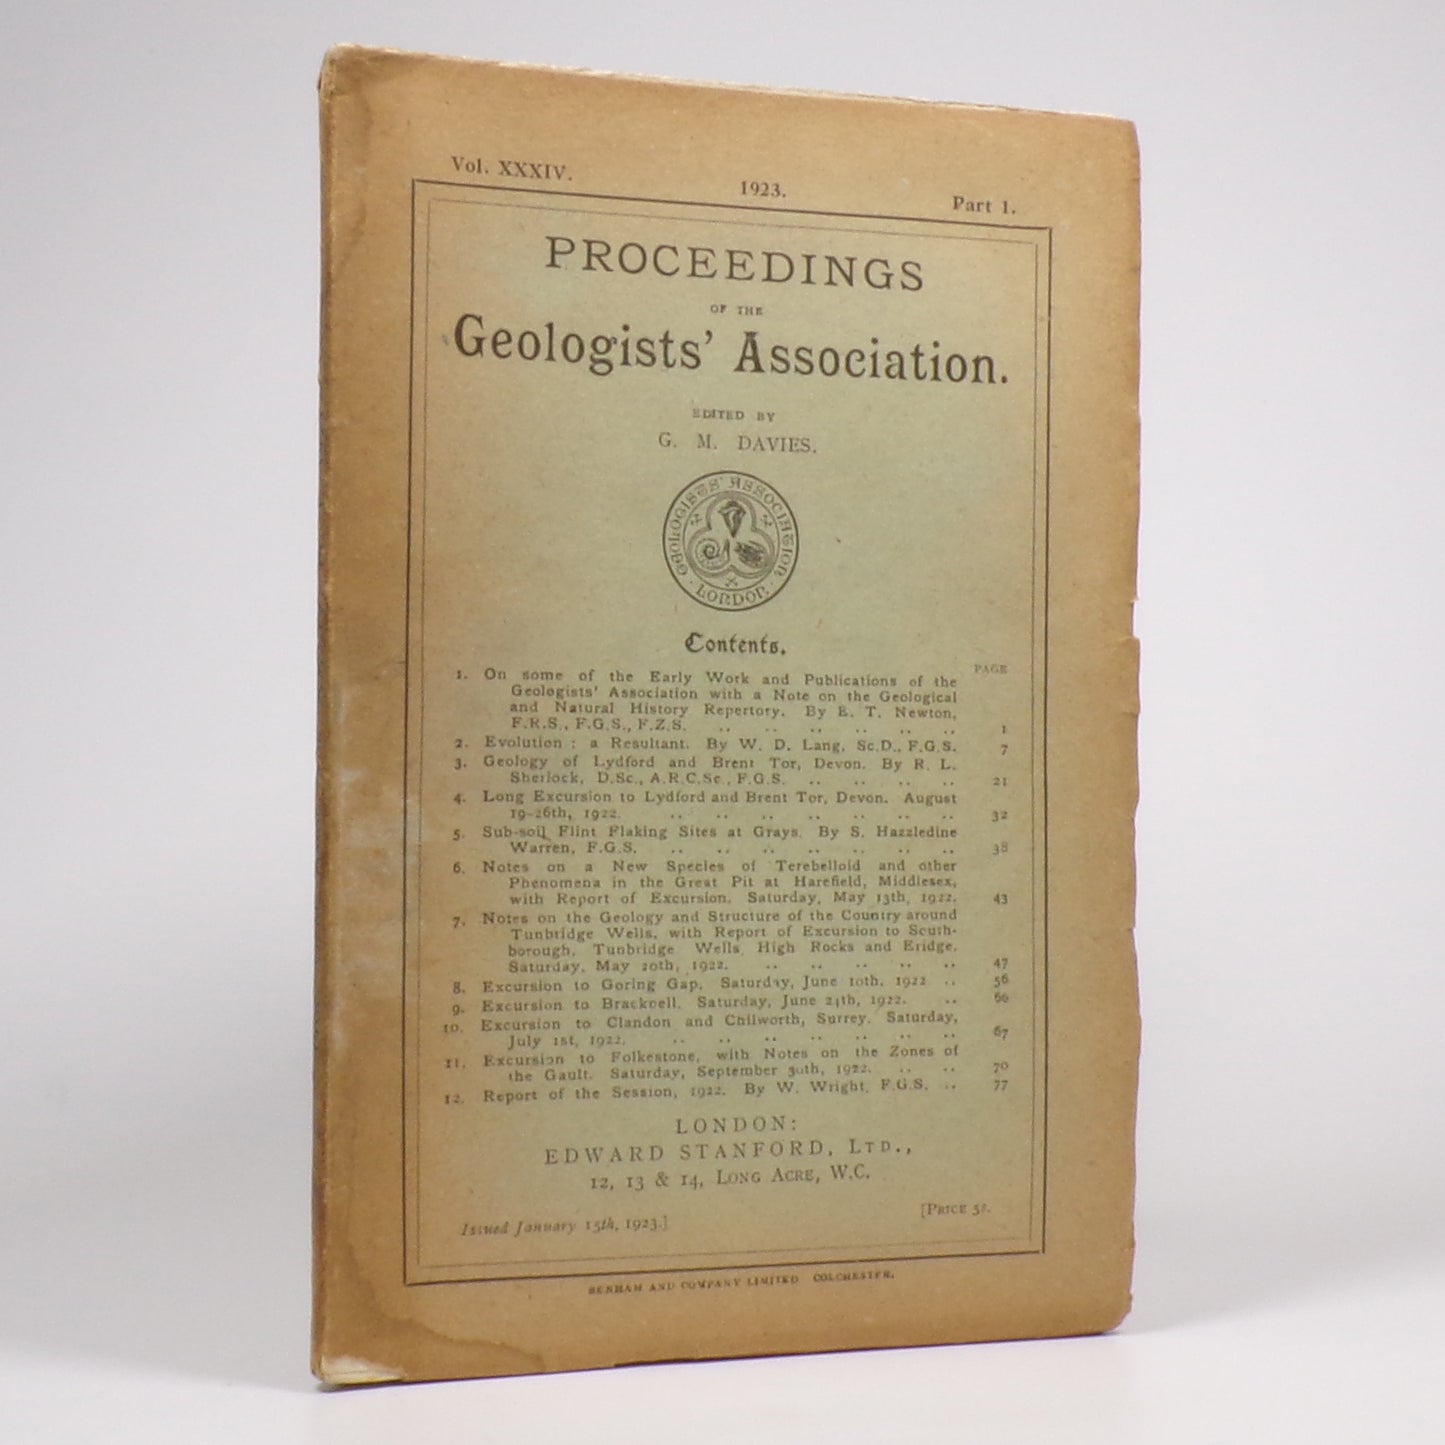 Vol. XXXIV.
1923.
Part 1.
PROCEEDINGS
OF THE
Geologists' Association.
EDITED BY
G. M. DAVIES.
GEOLOGISTS' ASSOCIATION
LONDON
Contents.
PAGE
1. On some of the Early Work and Publications of the
Geologists' Association with a Note on the Geological
and Natural History Repertory. By E. T. Newton,
F.R.S., F.G.S., F.Z.S. .. .. .. .. .. .. 1
2. Evolution : a Resultant. By W. D. Lang, Sc.D., F.G.S. 7
3. Geology of Lydford and Brent Tor, Devon. By R. L.
Sherlock, D.Sc., A.R.C.Sc., F.G.S. .. .. .. .. 21
4. Long Excursion to Lydford and Brent Tor, Devon. August
19-26th, 1922. .. .. .. .. .. .. .. 32
5. Sub-soil Flint Flaking Sites at Grays. By S. Hazzledine
Warren, F.G.S. .. .. .. .. .. .. .. 38
6. Notes on a New Species of Terebelloid and other
Phenomena in the Great Pit at Harefield, Middlesex,
with Report of Excursion. Saturday, May 13th, 1922. 43
7. Notes on the Geology and Structure of the Country around
Tunbridge Wells, with Report of Excursion to South-
borough, Tunbridge Wells, High Rocks and Eridge.
Saturday, May 20th, 1922. .. .. .. .. .. 47
8. Excursion to Goring Gap. Saturday, June 10th, 1922 .. 56
9. Excursion to Bracknell. Saturday, June 24th, 1922. .. 66
10. Excursion to Clandon and Chilworth, Surrey. Saturday,
July 1st, 1922. .. .. .. .. .. .. .. 67
11. Excursion to Folkestone, with Notes on the Zones of
the Gault. Saturday, September 30th, 1922. .. .. 70
12. Report of the Session, 1922. By W. Wright, F.G.S. .. 77
LONDON:
EDWARD STANFORD, LTD.,
12, 13 & 14, LONG ACRE, W.C.
[PRICE 5s.
Issued January 15th, 1923.]
BENHAM AND COMPANY LIMITED COLCHESTER.